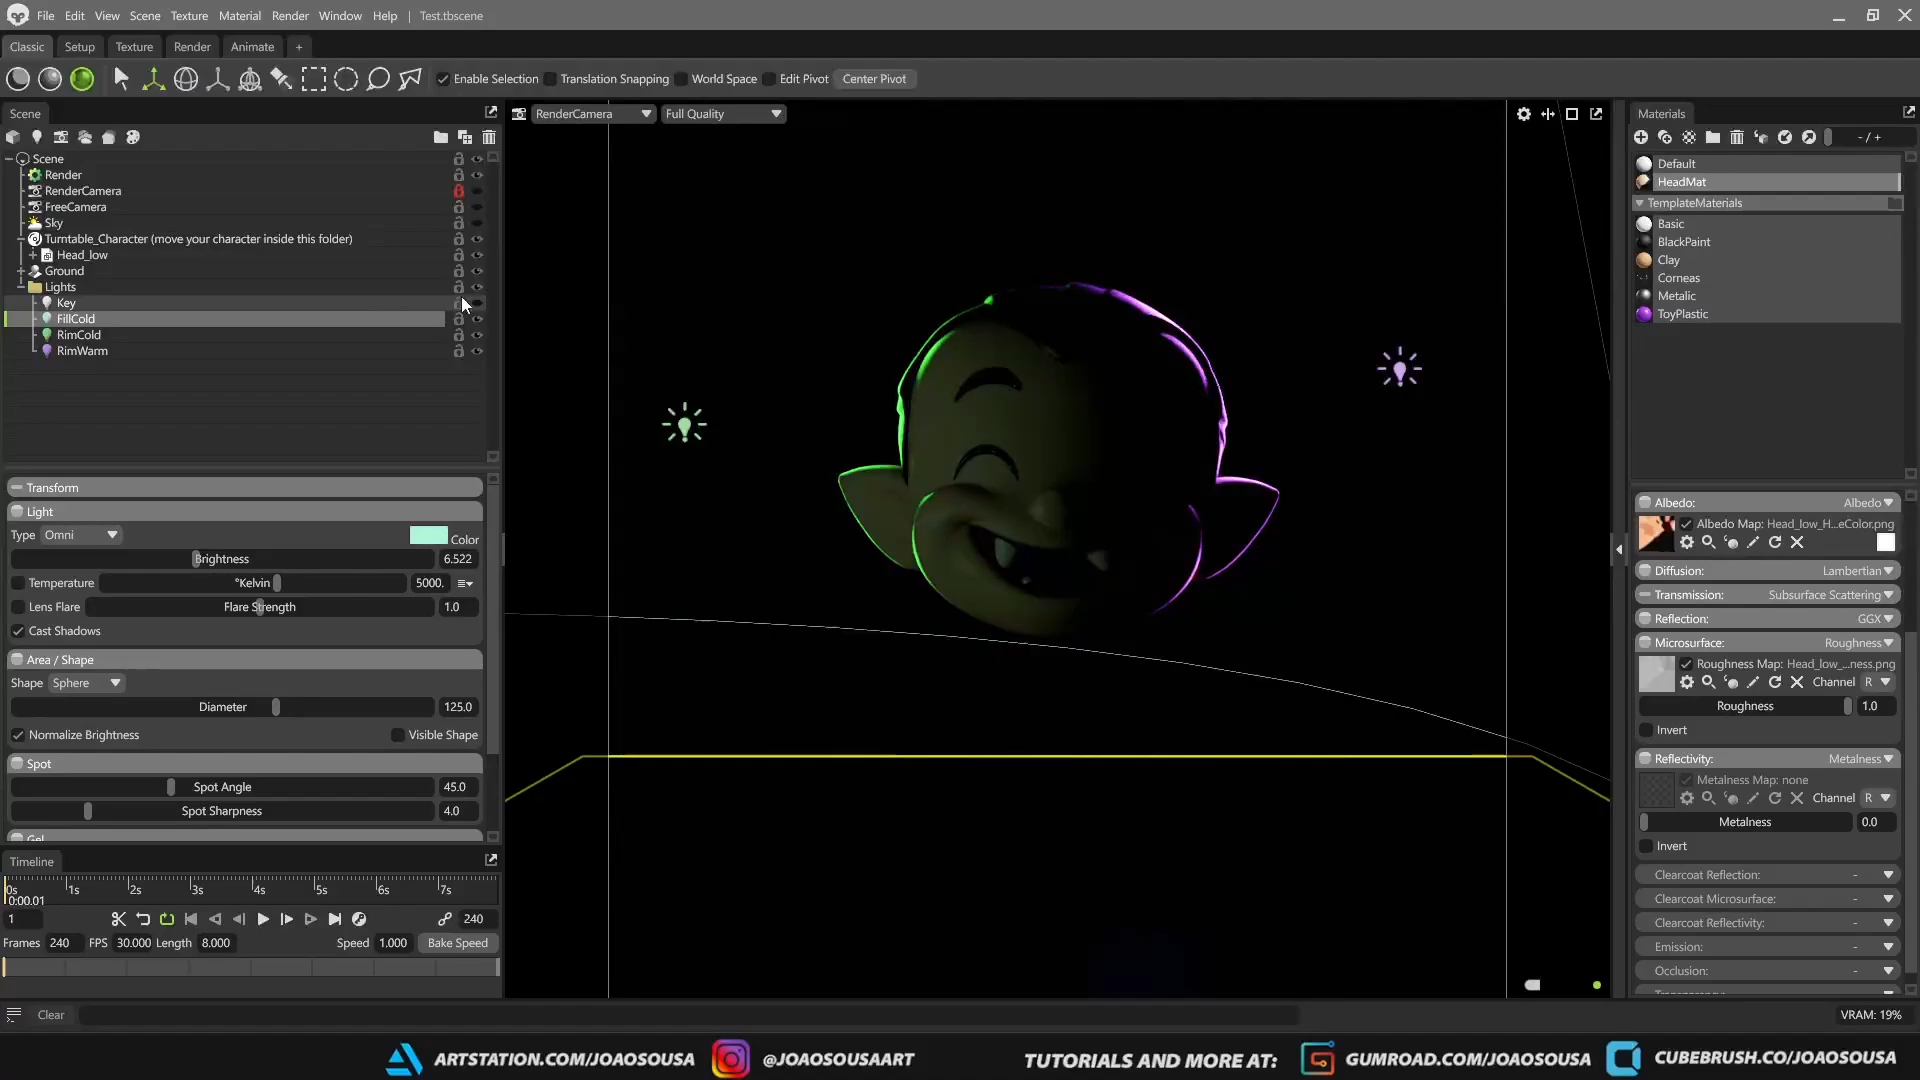 File Edit View Scene Texture Material Render Window Help | Test.tbscene
Classic Setup Texture Render Animate +
Enable Selection Translation Snapping World Space Edit Pivot Center Pivot
Scene
Scene
Render
RenderCamera
FreeCamera
Sky
Turntable_Character (move your character inside this folder)
Head_low
Ground
Lights
Key
FillCold
RimCold
RimWarm
Transform
Light
Type Omni Color
Brightness 6.522
Temperature °Kelvin 5000.
Lens Flare Flare Strength 1.0
Cast Shadows
Area / Shape
Shape Sphere
Diameter 125.0
Normalize Brightness Visible Shape
Spot
Spot Angle 45.0
Spot Sharpness 4.0
Gel
Timeline
0s 1s 2s 3s 4s 5s 6s 7s
0:00.01
1 240
Frames 240 FPS 30.000 Length 8.000 Speed 1.000 Bake Speed
Clear
RenderCamera Full Quality
Materials
- / +
Default
HeadMat
TemplateMaterials
Basic
BlackPaint
Clay
Corneas
Metalic
ToyPlastic
Albedo: Albedo
Albedo Map: Head_low_H...eColor.png
Diffusion: Lambertian
Transmission: Subsurface Scattering
Reflection: GGX
Microsurface: Roughness
Roughness Map: Head_low_...ness.png
Channel R
Roughness 1.0
Invert
Reflectivity: Metalness
Metalness Map: none
Channel R
Metalness 0.0
Invert
Clearcoat Reflection: -
Clearcoat Microsurface: -
Clearcoat Reflectivity: -
Emission: -
Occlusion: -
VRAM: 19%
ARTSTATION.COM/JOAOSOUSA @JOAOSOUSAART TUTORIALS AND MORE AT: GUMROAD.COM/JOAOSOUSA CUBEBRUSH.CO/JOAOSOUSA